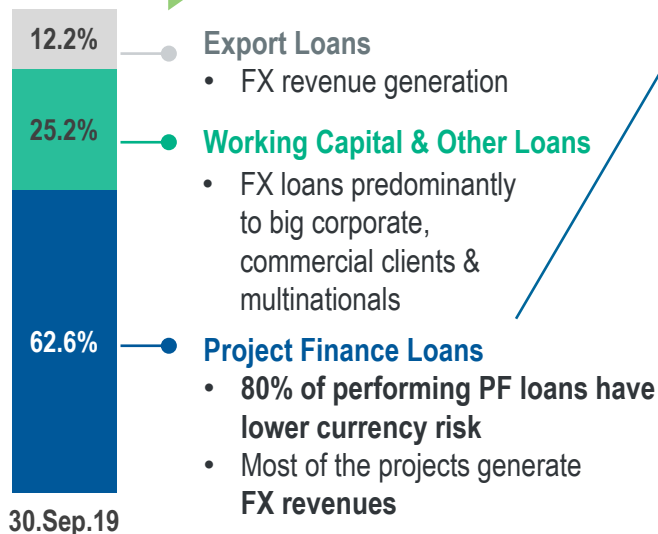 12.2%
Export Loans
• FX revenue generation
25.2%
Working Capital & Other Loans
• FX loans predominantly
to big corporate,
commercial clients &
multinationals
62.6%
Project Finance Loans
• 80% of performing PF loans have
lower currency risk
• Most of the projects generate
FX revenues
30.Sep.19